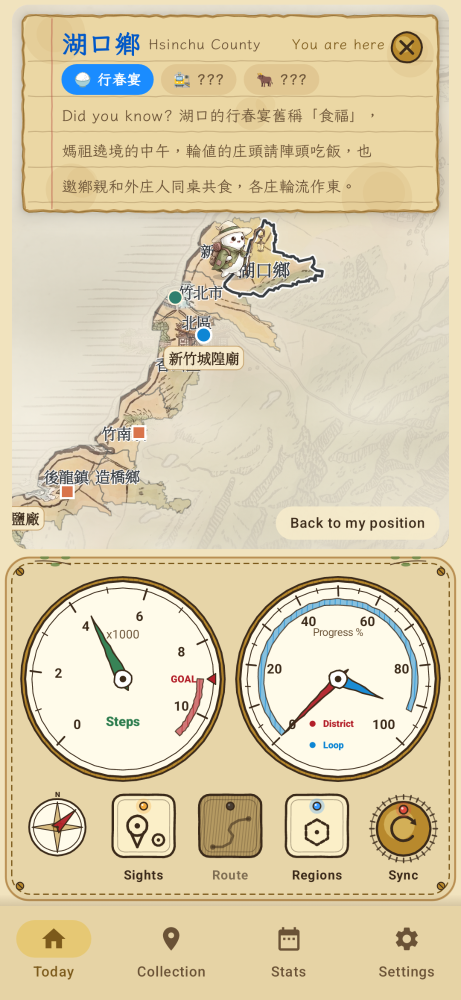 湖口鄉 Hsinchu County You are here
行春宴 ??? ???
Did you know? 湖口的行春宴舊稱「食福」，
媽祖遶境的中午，輪值的庄頭請陣頭吃飯，也
邀鄉親和外庄人同桌共食，各庄輪流作東。
新
湖口鄉
竹北市
北區
新竹城隍廟
竹南
後龍鎮 造橋鄉
鹽廠
Back to my position
0 2 4 6 8 10
x1000
GOAL
Steps
0 20 40 60 80 100
Progress %
District
Loop
N
Sights Route Regions Sync
Today Collection Stats Settings